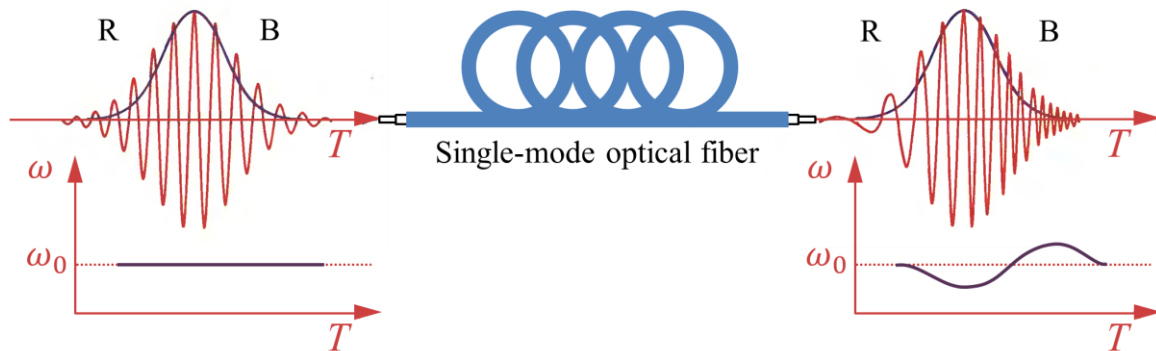 R B
R B
T
T
Single-mode optical fiber
ω
ω
ω₀
ω₀
T
T